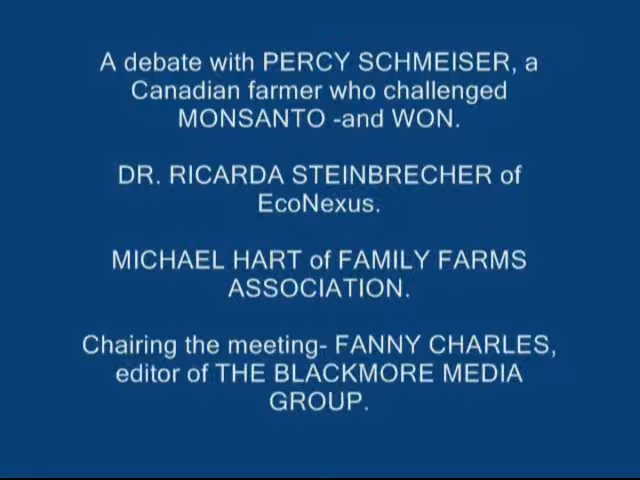 A debate with PERCY SCHMEISER, a
Canadian farmer who challenged
MONSANTO -and WON.
DR. RICARDA STEINBRECHER of
EcoNexus.
MICHAEL HART of FAMILY FARMS
ASSOCIATION.
Chairing the meeting- FANNY CHARLES,
editor of THE BLACKMORE MEDIA
GROUP.